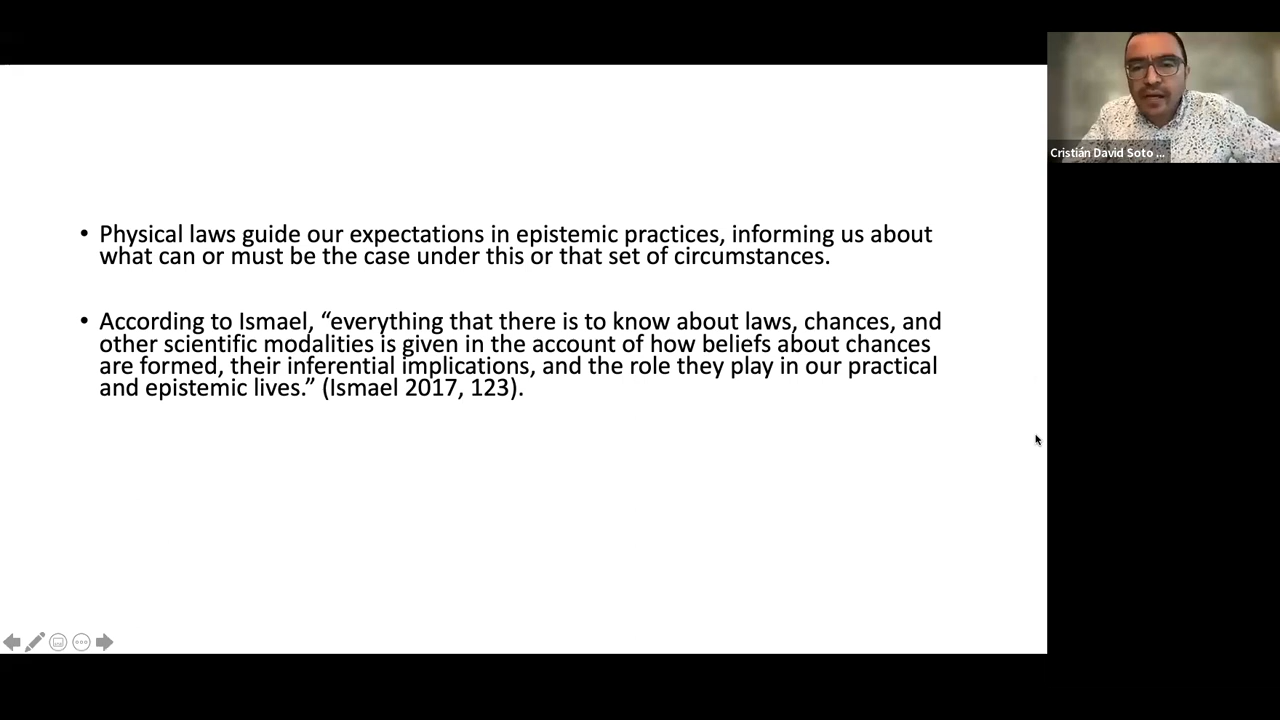 • Physical laws guide our expectations in epistemic practices, informing us about
what can or must be the case under this or that set of circumstances.
• According to Ismael, “everything that there is to know about laws, chances, and
other scientific modalities is given in the account of how beliefs about chances
are formed, their inferential implications, and the role they play in our practical
and epistemic lives.” (Ismael 2017, 123).
Cristián David Soto ...